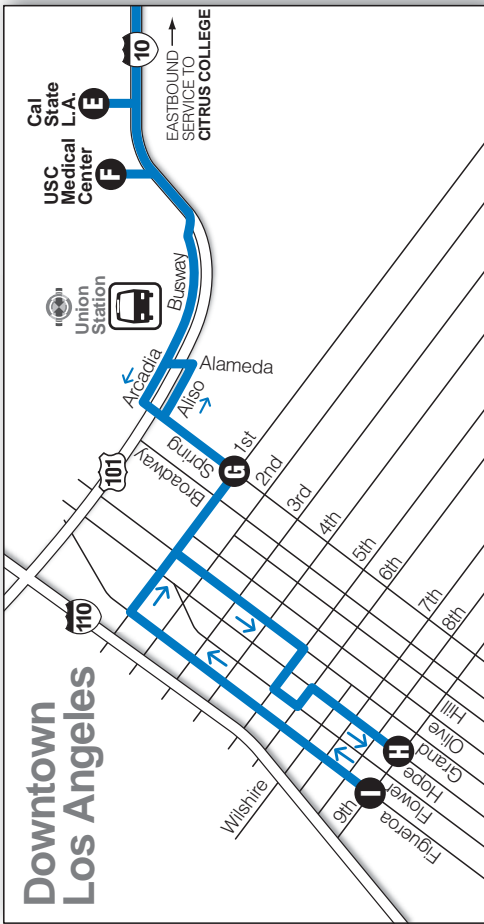 Downtown
Los Angeles
110
101
10
Cal
State
L.A.
E
USC
Medical
Center
F
EASTBOUND
SERVICE TO
CITRUS COLLEGE
Union
Station
Busway
Arcadia
Alameda
Aliso
Spring
Broadway
G
1st
2nd
3rd
4th
5th
6th
7th
8th
9th
Wilshire
Hill
Olive
Grand
Hope
Flower
Figueroa
H
I